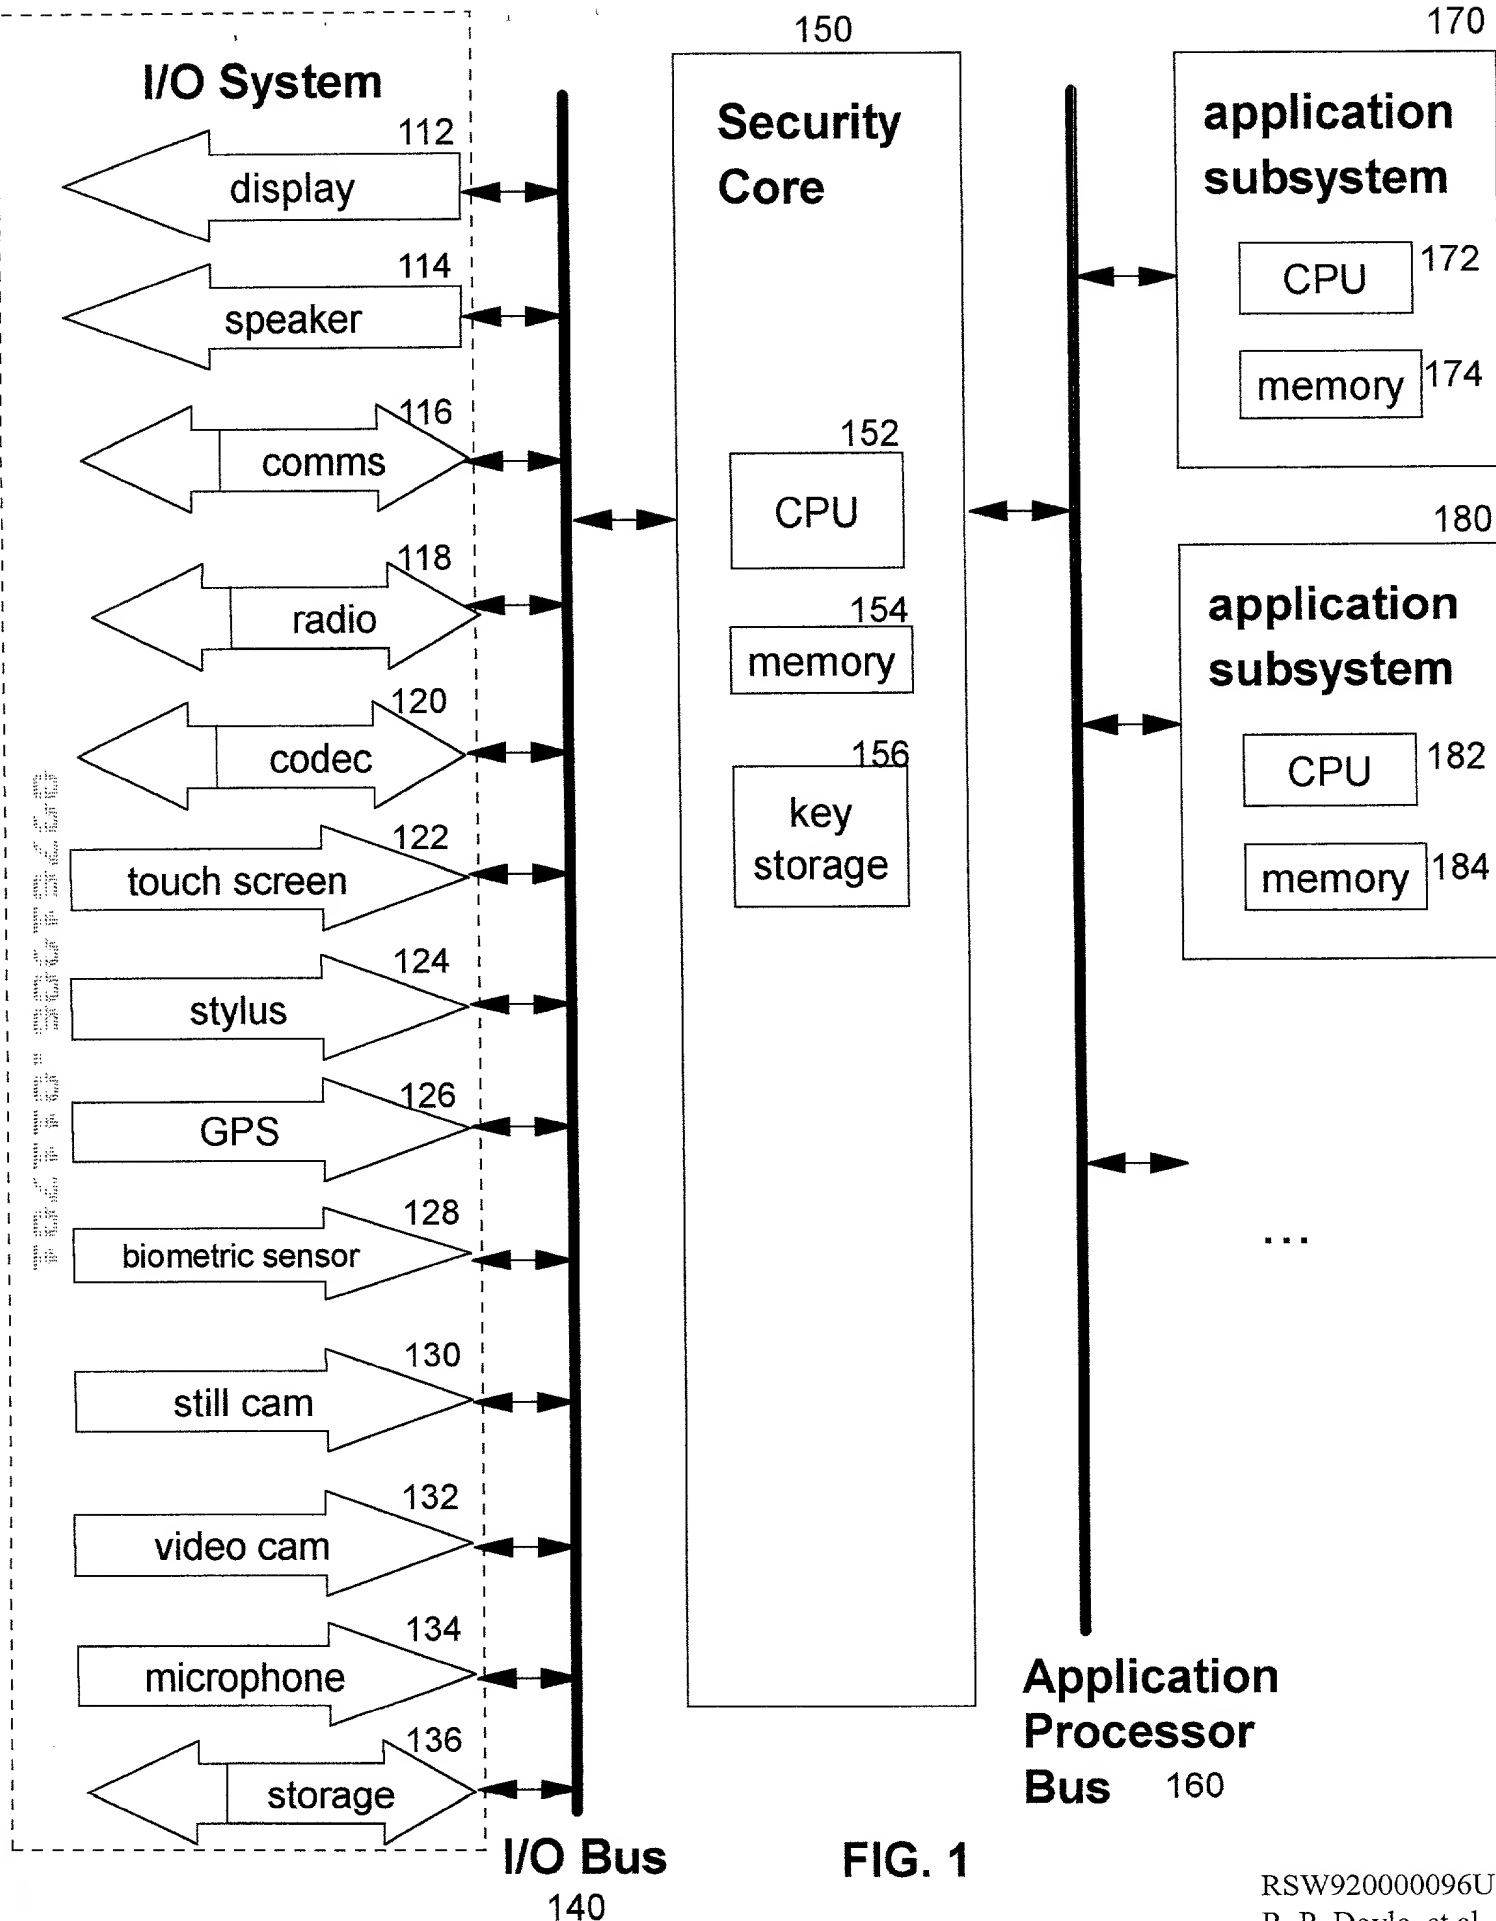 I/O System
112
display
114
speaker
116
comms
118
radio
120
codec
122
touch screen
124
stylus
126
GPS
128
biometric sensor
130
still cam
132
video cam
134
microphone
136
storage
I/O Bus
140
150
Security
Core
152
CPU
154
memory
156
key
storage
Application
Processor
Bus 160
170
application
subsystem
CPU 172
memory 174
180
application
subsystem
CPU 182
memory 184
...
FIG. 1
RSW920000096U